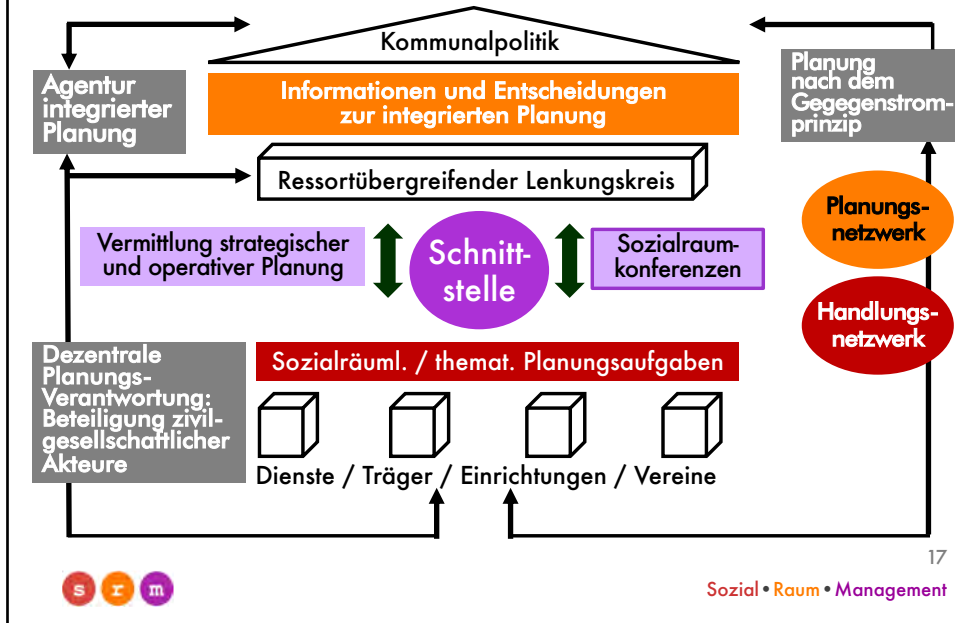 Kommunalpolitik
Agentur
integrierter
Planung
Informationen und Entscheidungen
zur integrierten Planung
Planung
nach dem
Gegegenstrom-
prinzip
Ressortübergreifender Lenkungskreis
Planungs-
netzwerk
Vermittlung strategischer
und operativer Planung
Schnitt-
stelle
Sozialraum-
konferenzen
Handlungs-
netzwerk
Dezentrale
Planungs-
Verantwortung:
Beteiligung zivil-
gesellschaftlicher
Akteure
Sozialräuml. / themat. Planungsaufgaben
Dienste / Träger / Einrichtungen / Vereine
17
s r m
Sozial • Raum • Management